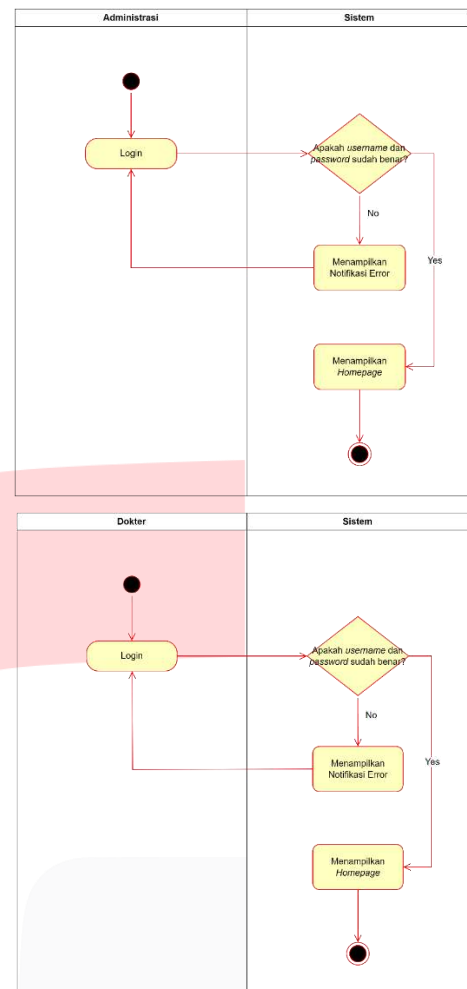 Administrasi
Sistem
Login
Apakah username dan
password sudah benar?
No
Yes
Menampilkan
Notifikasi Error
Menampilkan
Homepage
Dokter
Sistem
Login
Apakah username dan
password sudah benar?
No
Yes
Menampilkan
Notifikasi Error
Menampilkan
Homepage